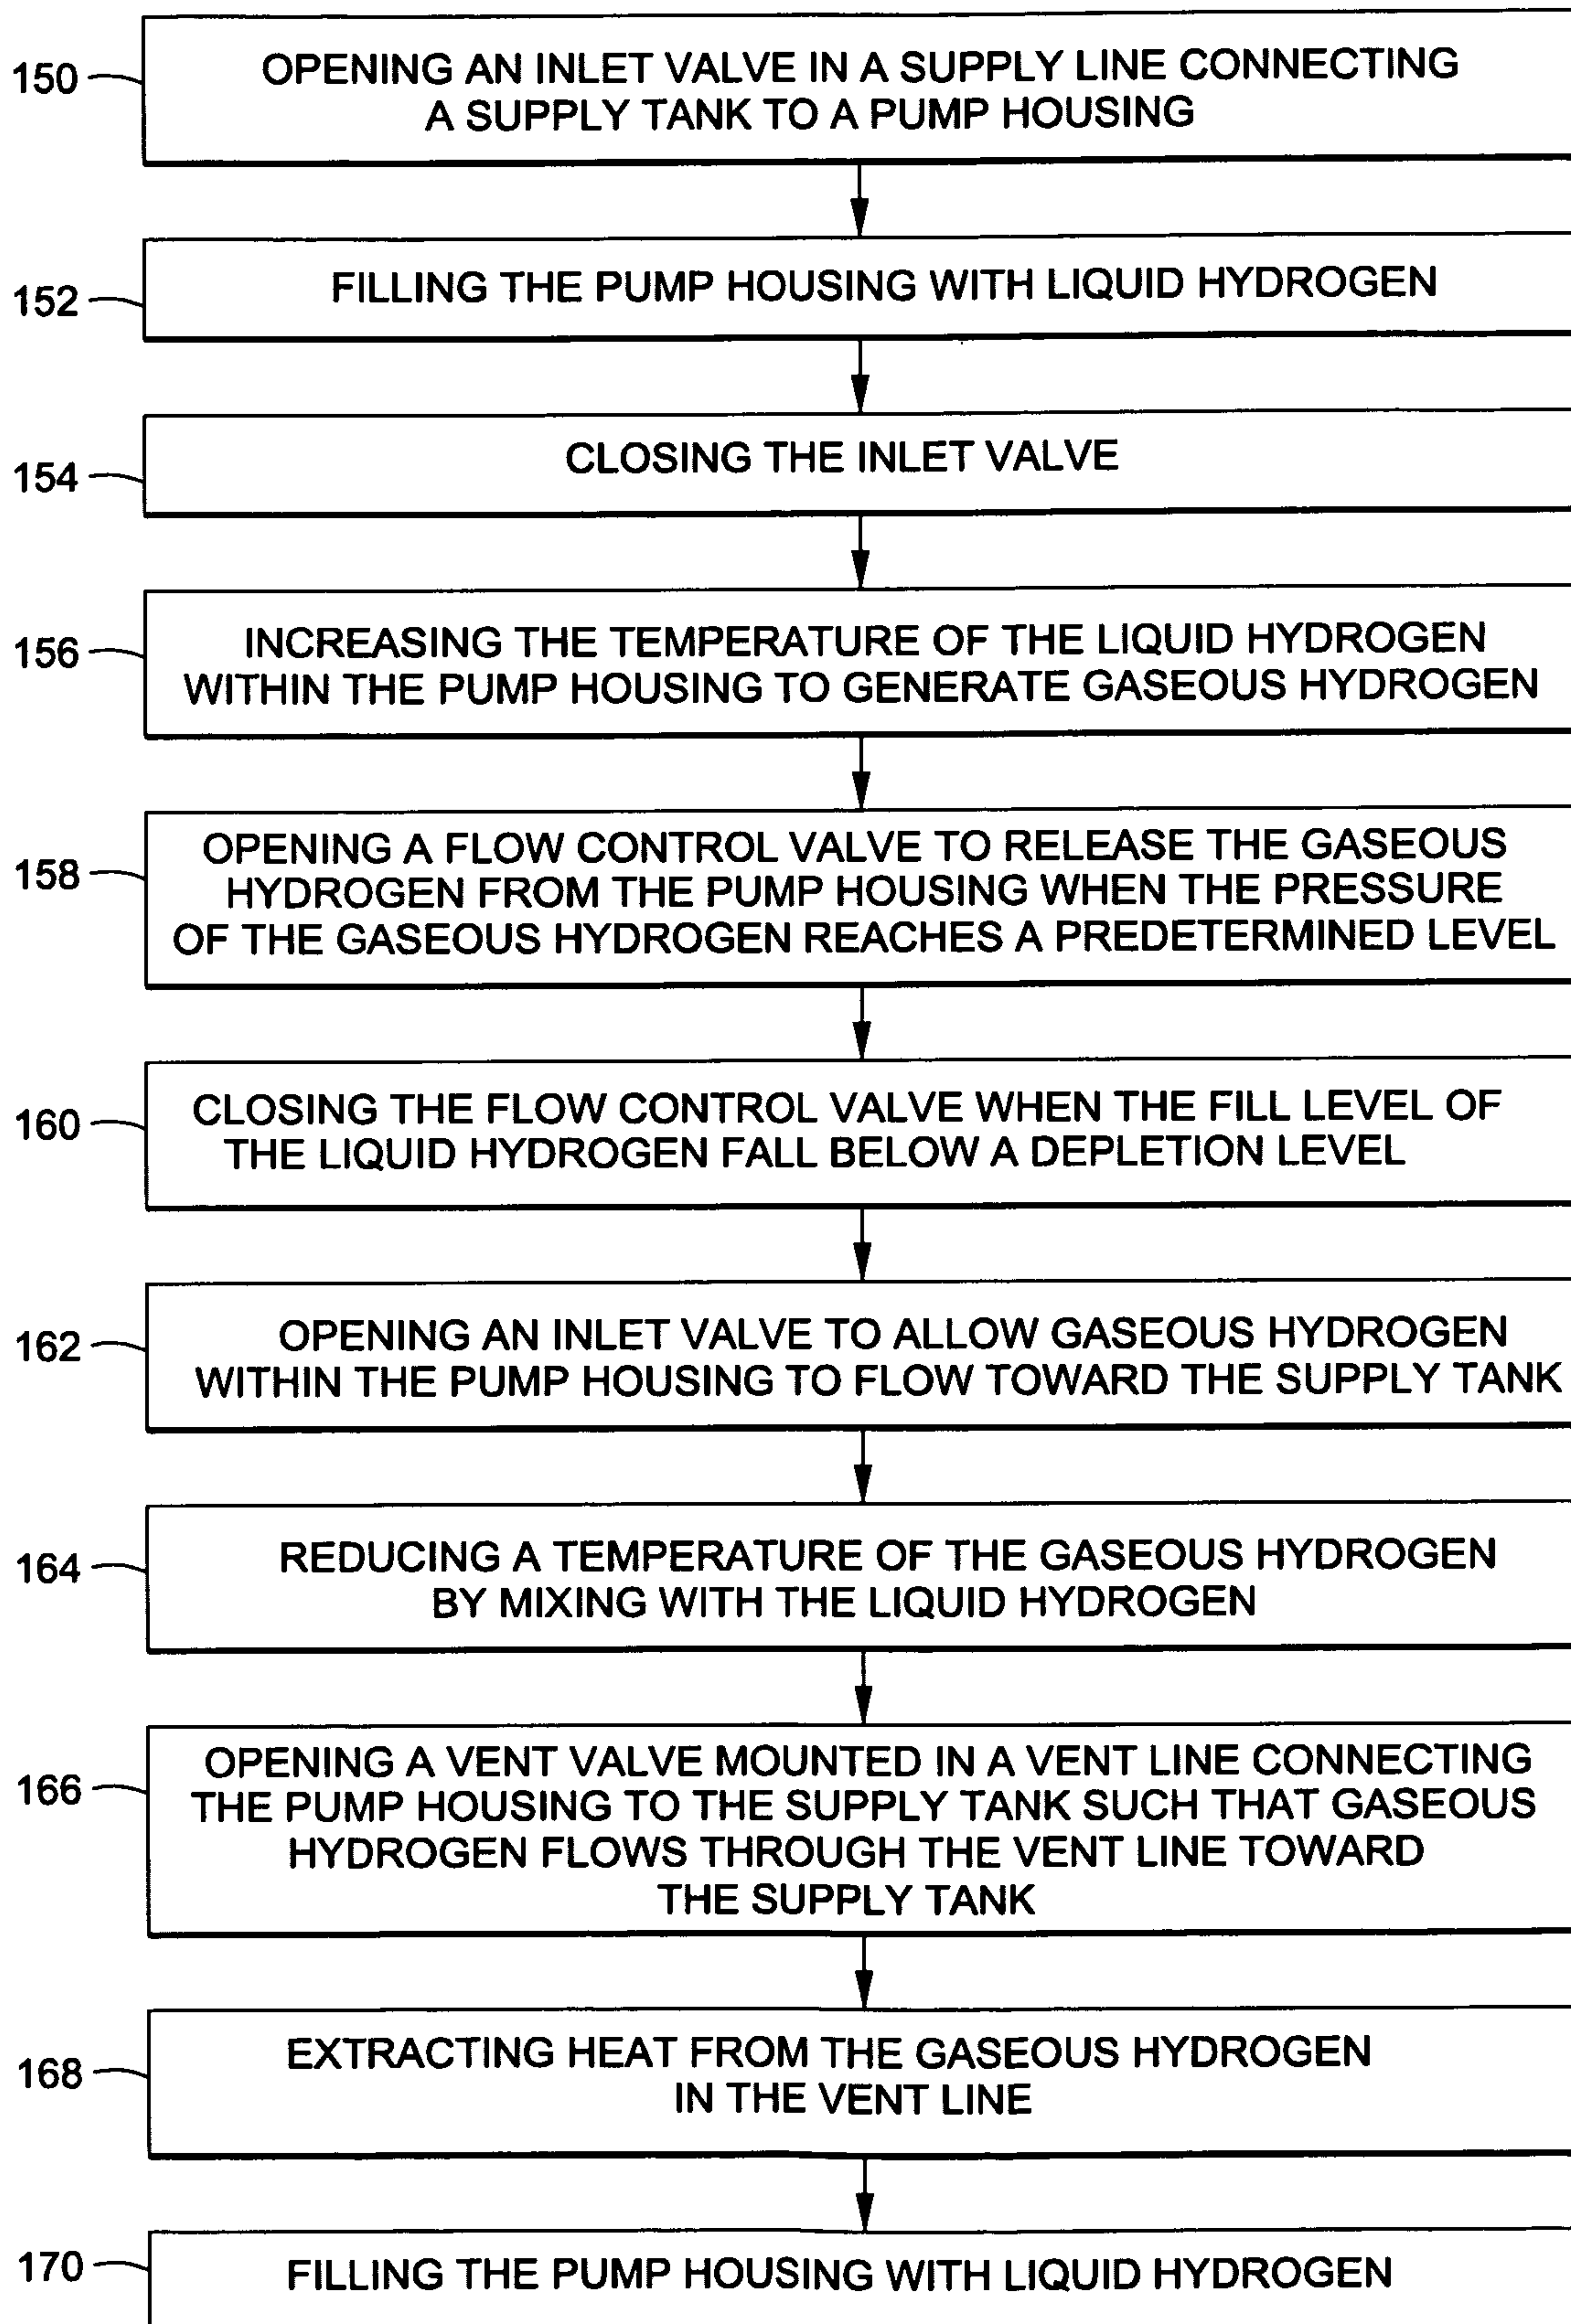 150
OPENING AN INLET VALVE IN A SUPPLY LINE CONNECTING
A SUPPLY TANK TO A PUMP HOUSING
152
FILLING THE PUMP HOUSING WITH LIQUID HYDROGEN
154
CLOSING THE INLET VALVE
156
INCREASING THE TEMPERATURE OF THE LIQUID HYDROGEN
WITHIN THE PUMP HOUSING TO GENERATE GASEOUS HYDROGEN
158
OPENING A FLOW CONTROL VALVE TO RELEASE THE GASEOUS
HYDROGEN FROM THE PUMP HOUSING WHEN THE PRESSURE
OF THE GASEOUS HYDROGEN REACHES A PREDETERMINED LEVEL
160
CLOSING THE FLOW CONTROL VALVE WHEN THE FILL LEVEL OF
THE LIQUID HYDROGEN FALL BELOW A DEPLETION LEVEL
162
OPENING AN INLET VALVE TO ALLOW GASEOUS HYDROGEN
WITHIN THE PUMP HOUSING TO FLOW TOWARD THE SUPPLY TANK
164
REDUCING A TEMPERATURE OF THE GASEOUS HYDROGEN
BY MIXING WITH THE LIQUID HYDROGEN
166
OPENING A VENT VALVE MOUNTED IN A VENT LINE CONNECTING
THE PUMP HOUSING TO THE SUPPLY TANK SUCH THAT GASEOUS
HYDROGEN FLOWS THROUGH THE VENT LINE TOWARD
THE SUPPLY TANK
168
EXTRACTING HEAT FROM THE GASEOUS HYDROGEN
IN THE VENT LINE
170
FILLING THE PUMP HOUSING WITH LIQUID HYDROGEN